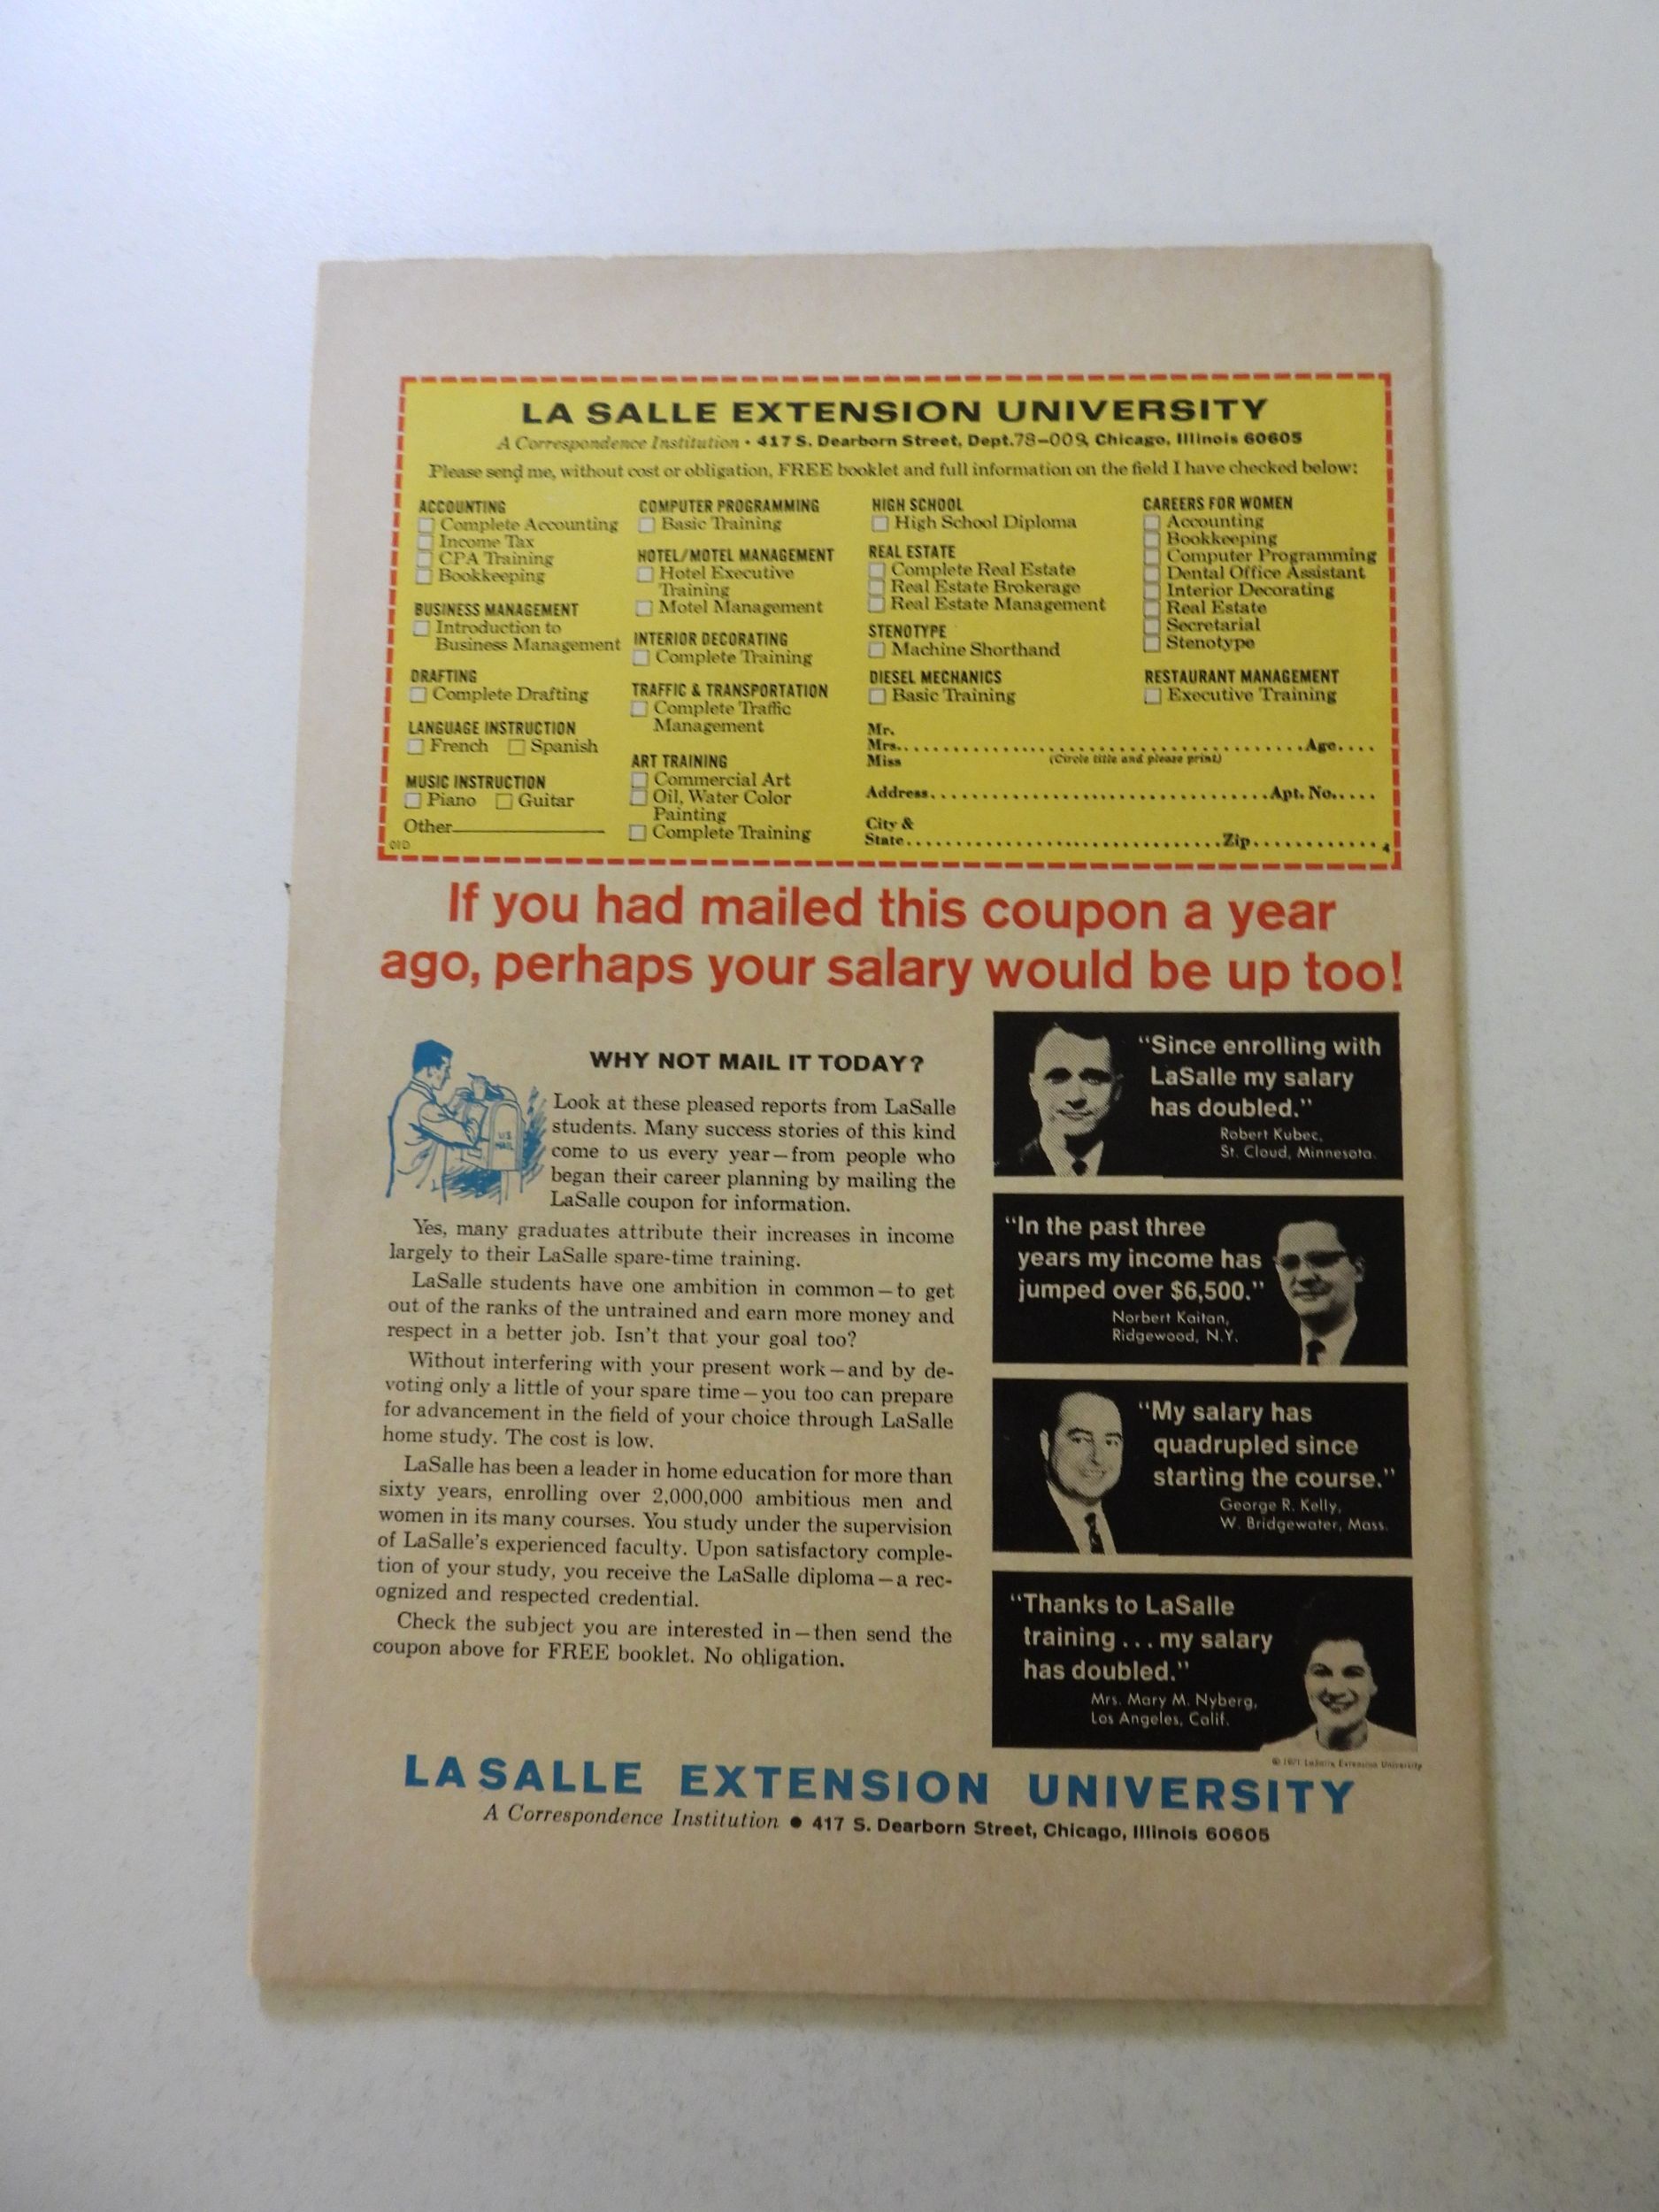 LA SALLE EXTENSION UNIVERSITY
A Correspondence Institution • 417 S. Dearborn Street, Dept. 78-009, Chicago, Illinois 60605
Please send me, without cost or obligation, FREE booklet and full information on the field I have checked below:
ACCOUNTING
Complete Accounting
Income Tax
CPA Training
Bookkeeping
BUSINESS MANAGEMENT
Introduction to
Business Management
DRAFTING
Complete Drafting
LANGUAGE INSTRUCTION
French Spanish
MUSIC INSTRUCTION
Piano Guitar
Other
01D
COMPUTER PROGRAMMING
Basic Training
HOTEL/MOTEL MANAGEMENT
Hotel Executive
Training
Motel Management
INTERIOR DECORATING
Complete Training
TRAFFIC & TRANSPORTATION
Complete Traffic
Management
ART TRAINING
Commercial Art
Oil, Water Color
Painting
Complete Training
HIGH SCHOOL
High School Diploma
REAL ESTATE
Complete Real Estate
Real Estate Brokerage
Real Estate Management
STENOTYPE
Machine Shorthand
DIESEL MECHANICS
Basic Training
CAREERS FOR WOMEN
Accounting
Bookkeeping
Computer Programming
Dental Office Assistant
Interior Decorating
Real Estate
Secretarial
Stenotype
RESTAURANT MANAGEMENT
Executive Training
Mr.
Mrs. Age
Miss (Circle title and please print)
Address Apt. No.
City &
State Zip 4
If you had mailed this coupon a year
ago, perhaps your salary would be up too!
WHY NOT MAIL IT TODAY?
U.S.
MAIL
Look at these pleased reports from LaSalle
students. Many success stories of this kind
come to us every year—from people who
began their career planning by mailing the
LaSalle coupon for information.
Yes, many graduates attribute their increases in income
largely to their LaSalle spare-time training.
LaSalle students have one ambition in common—to get
out of the ranks of the untrained and earn more money and
respect in a better job. Isn't that your goal too?
Without interfering with your present work—and by de-
voting only a little of your spare time—you too can prepare
for advancement in the field of your choice through LaSalle
home study. The cost is low.
LaSalle has been a leader in home education for more than
sixty years, enrolling over 2,000,000 ambitious men and
women in its many courses. You study under the supervision
of LaSalle's experienced faculty. Upon satisfactory comple-
tion of your study, you receive the LaSalle diploma—a rec-
ognized and respected credential.
Check the subject you are interested in—then send the
coupon above for FREE booklet. No obligation.
"Since enrolling with
LaSalle my salary
has doubled."
Robert Kubec,
St. Cloud, Minnesota.
"In the past three
years my income has
jumped over $6,500."
Norbert Kaitan,
Ridgewood, N.Y.
"My salary has
quadrupled since
starting the course."
George R. Kelly,
W. Bridgewater, Mass.
"Thanks to LaSalle
training... my salary
has doubled."
Mrs. Mary M. Nyberg,
Los Angeles, Calif.
© 1971 LaSalle Extension University
LASALLE EXTENSION UNIVERSITY
A Correspondence Institution • 417 S. Dearborn Street, Chicago, Illinois 60605